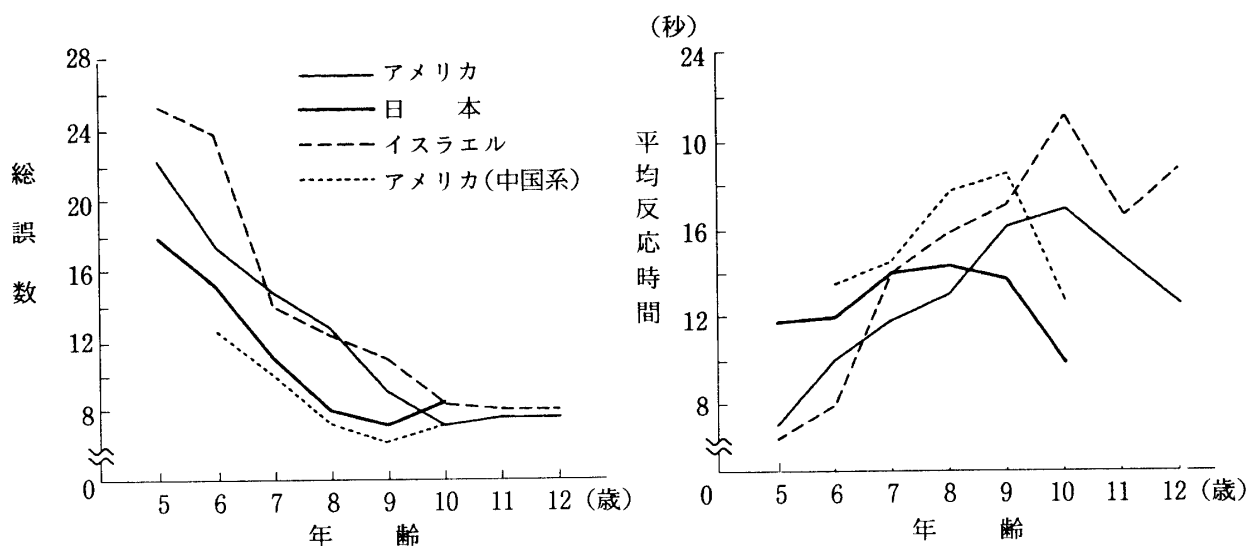 28
24
20
16
12
8
0
総誤数
アメリカ
日 本
イスラエル
アメリカ(中国系)
5 6 7 8 9 10 11 12 (歳)
年 齢
(秒)
24
10
16
12
8
0
平均反応時間
5 6 7 8 9 10 11 12 (歳)
年 齢